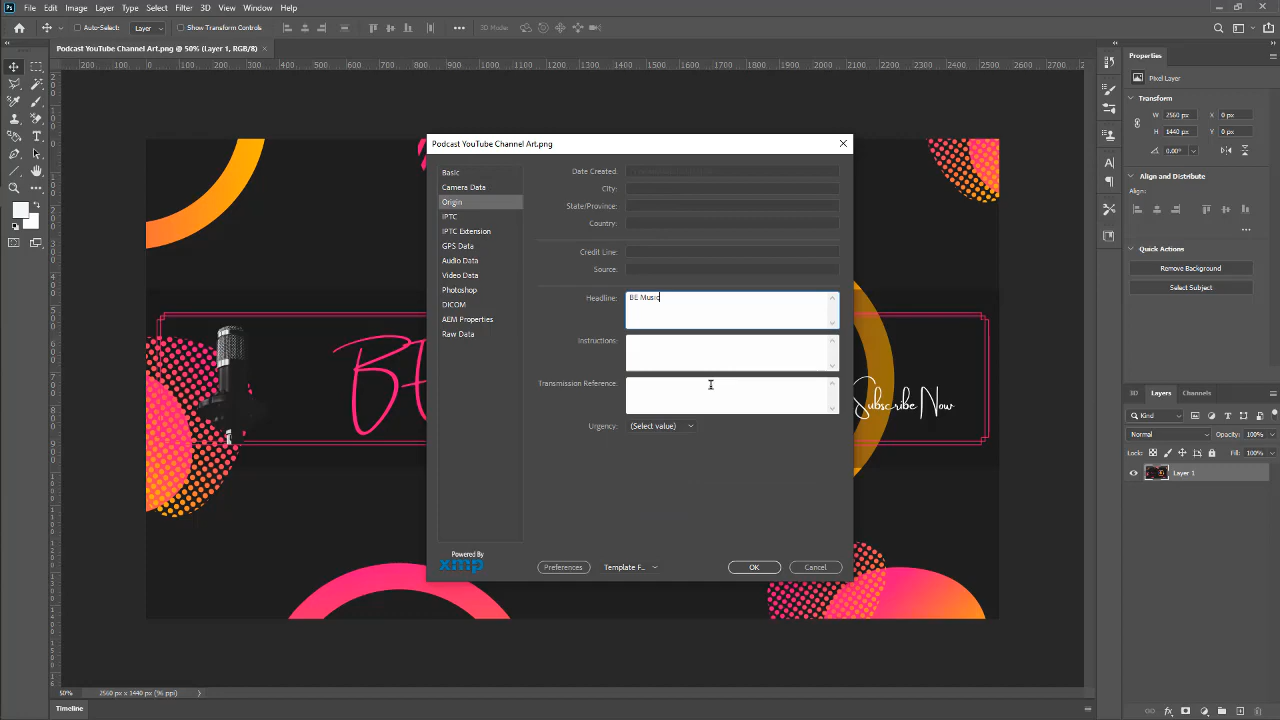 Ps File Edit Image Layer Type Select Filter 3D View Window Help
Auto-Select: Layer Show Transform Controls 3D Mode:
Podcast YouTube Channel Art.png @ 50% (Layer 1, RGB/8)
Properties
Pixel Layer
Transform
W 2560 px X 0 px
H 1440 px Y 0 px
0.00°
Align and Distribute
Align:
Quick Actions
Remove Background
Select Subject
Podcast YouTube Channel Art.png
Basic
Camera Data
Origin
IPTC
IPTC Extension
GPS Data
Audio Data
Video Data
Photoshop
DICOM
AEM Properties
Raw Data
Powered By
xmp
Date Created:
City:
State/Province:
Country:
Credit Line:
Source:
Headline: BE Music
Instructions:
Transmission Reference:
Urgency: (Select value)
Preferences Template F... OK Cancel
BE
Subscribe Now
3D Layers Channels
Kind
Normal Opacity: 100%
Lock: Fill: 100%
Layer 1
50% 2560 px x 1440 px (96 ppi)
Timeline